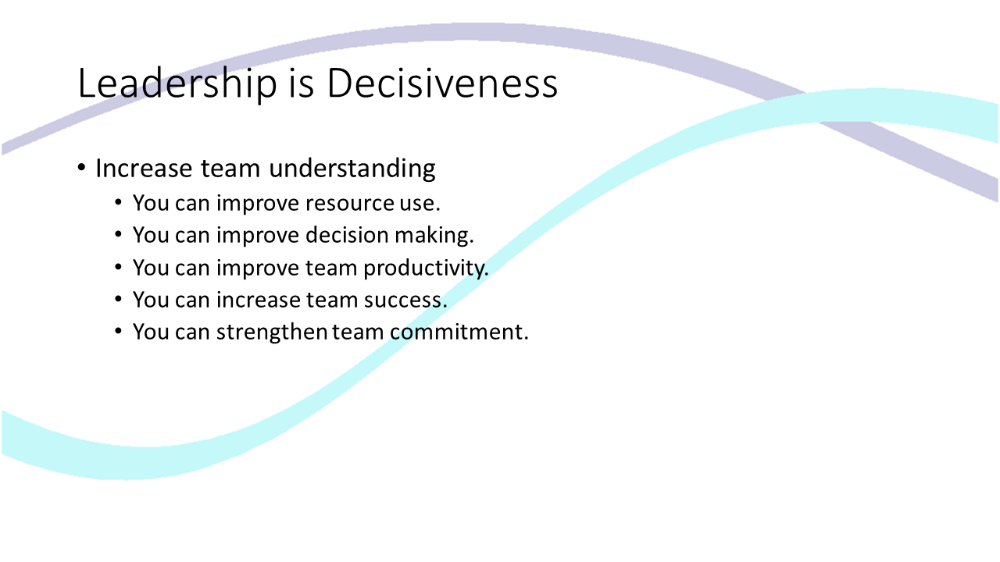 Leadership is Decisiveness
• Increase team understanding
• You can improve resource use.
• You can improve decision making.
• You can improve team productivity.
• You can increase team success.
• You can strengthen team commitment.